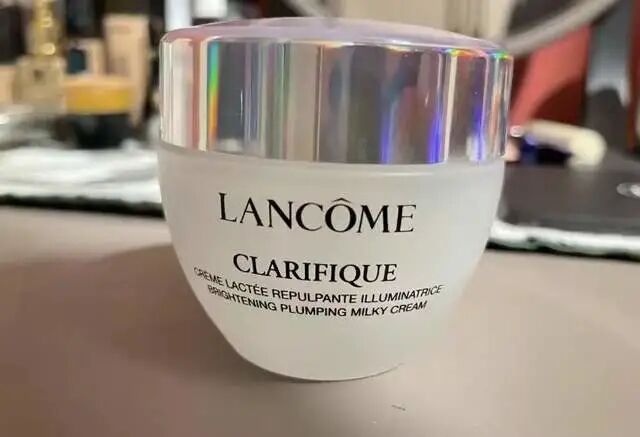 LANCÔME
CLARIFIQUE
CRÈME LACTÉE REPULPANTE ILLUMINATRICE
BRIGHTENING PLUMPING MILKY CREAM